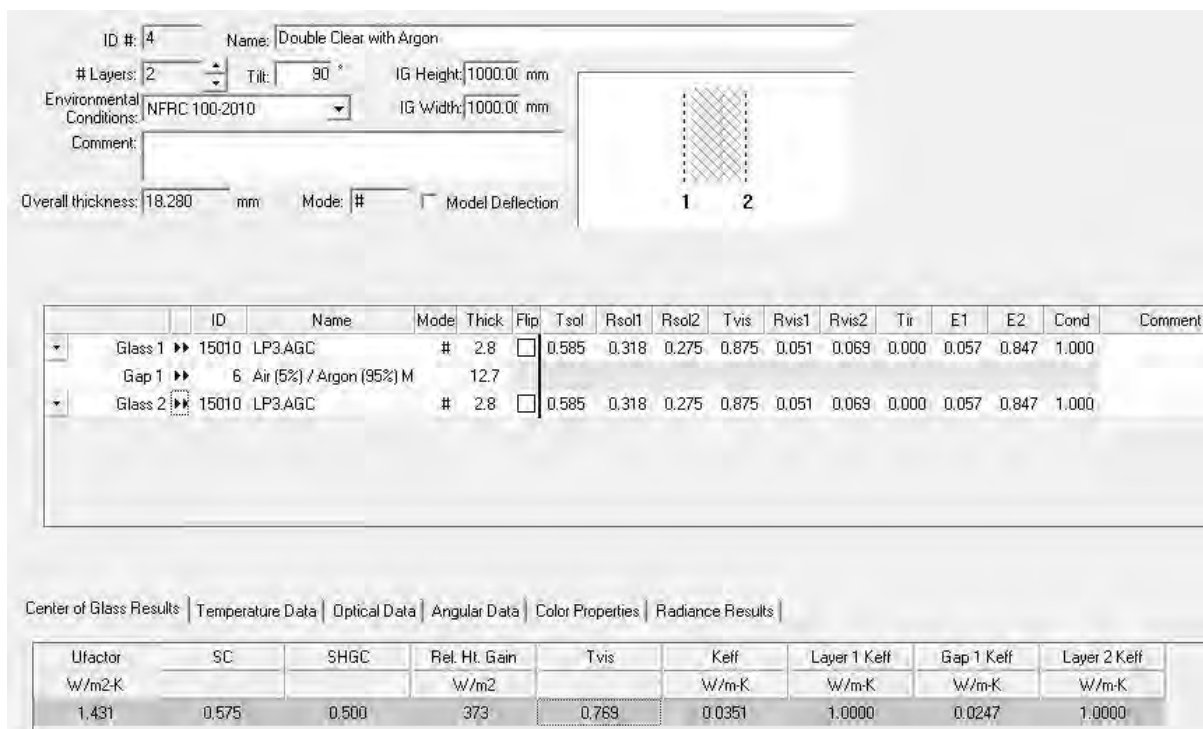 ID #: 4 Name: Double Clear with Argon
# Layers: 2 Tilt: 90 ° IG Height: 1000.00 mm
Environmental Conditions: NFRC 100-2010 IG Width: 1000.00 mm
Comment:
Overall thickness: 18.280 mm Mode: # Model Deflection
1 2
ID Name Mode Thick Flip Tsol Rsol1 Rsol2 Tvis Rvis1 Rvis2 Tir E1 E2 Cond Comment
Glass 1 15010 LP3.AGC # 2.8 0.585 0.318 0.275 0.875 0.051 0.069 0.000 0.057 0.847 1.000
Gap 1 6 Air (5%) / Argon (95%) M 12.7
Glass 2 15010 LP3.AGC # 2.8 0.585 0.318 0.275 0.875 0.051 0.069 0.000 0.057 0.847 1.000
Center of Glass Results Temperature Data Optical Data Angular Data Color Properties Radiance Results
Ufactor SC SHGC Rel. Ht. Gain Tvis Keff Layer 1 Keff Gap 1 Keff Layer 2 Keff
W/m2-K W/m2 W/m-K W/m-K W/m-K W/m-K
1.431 0.575 0.500 373 0.769 0.0351 1.0000 0.0247 1.0000